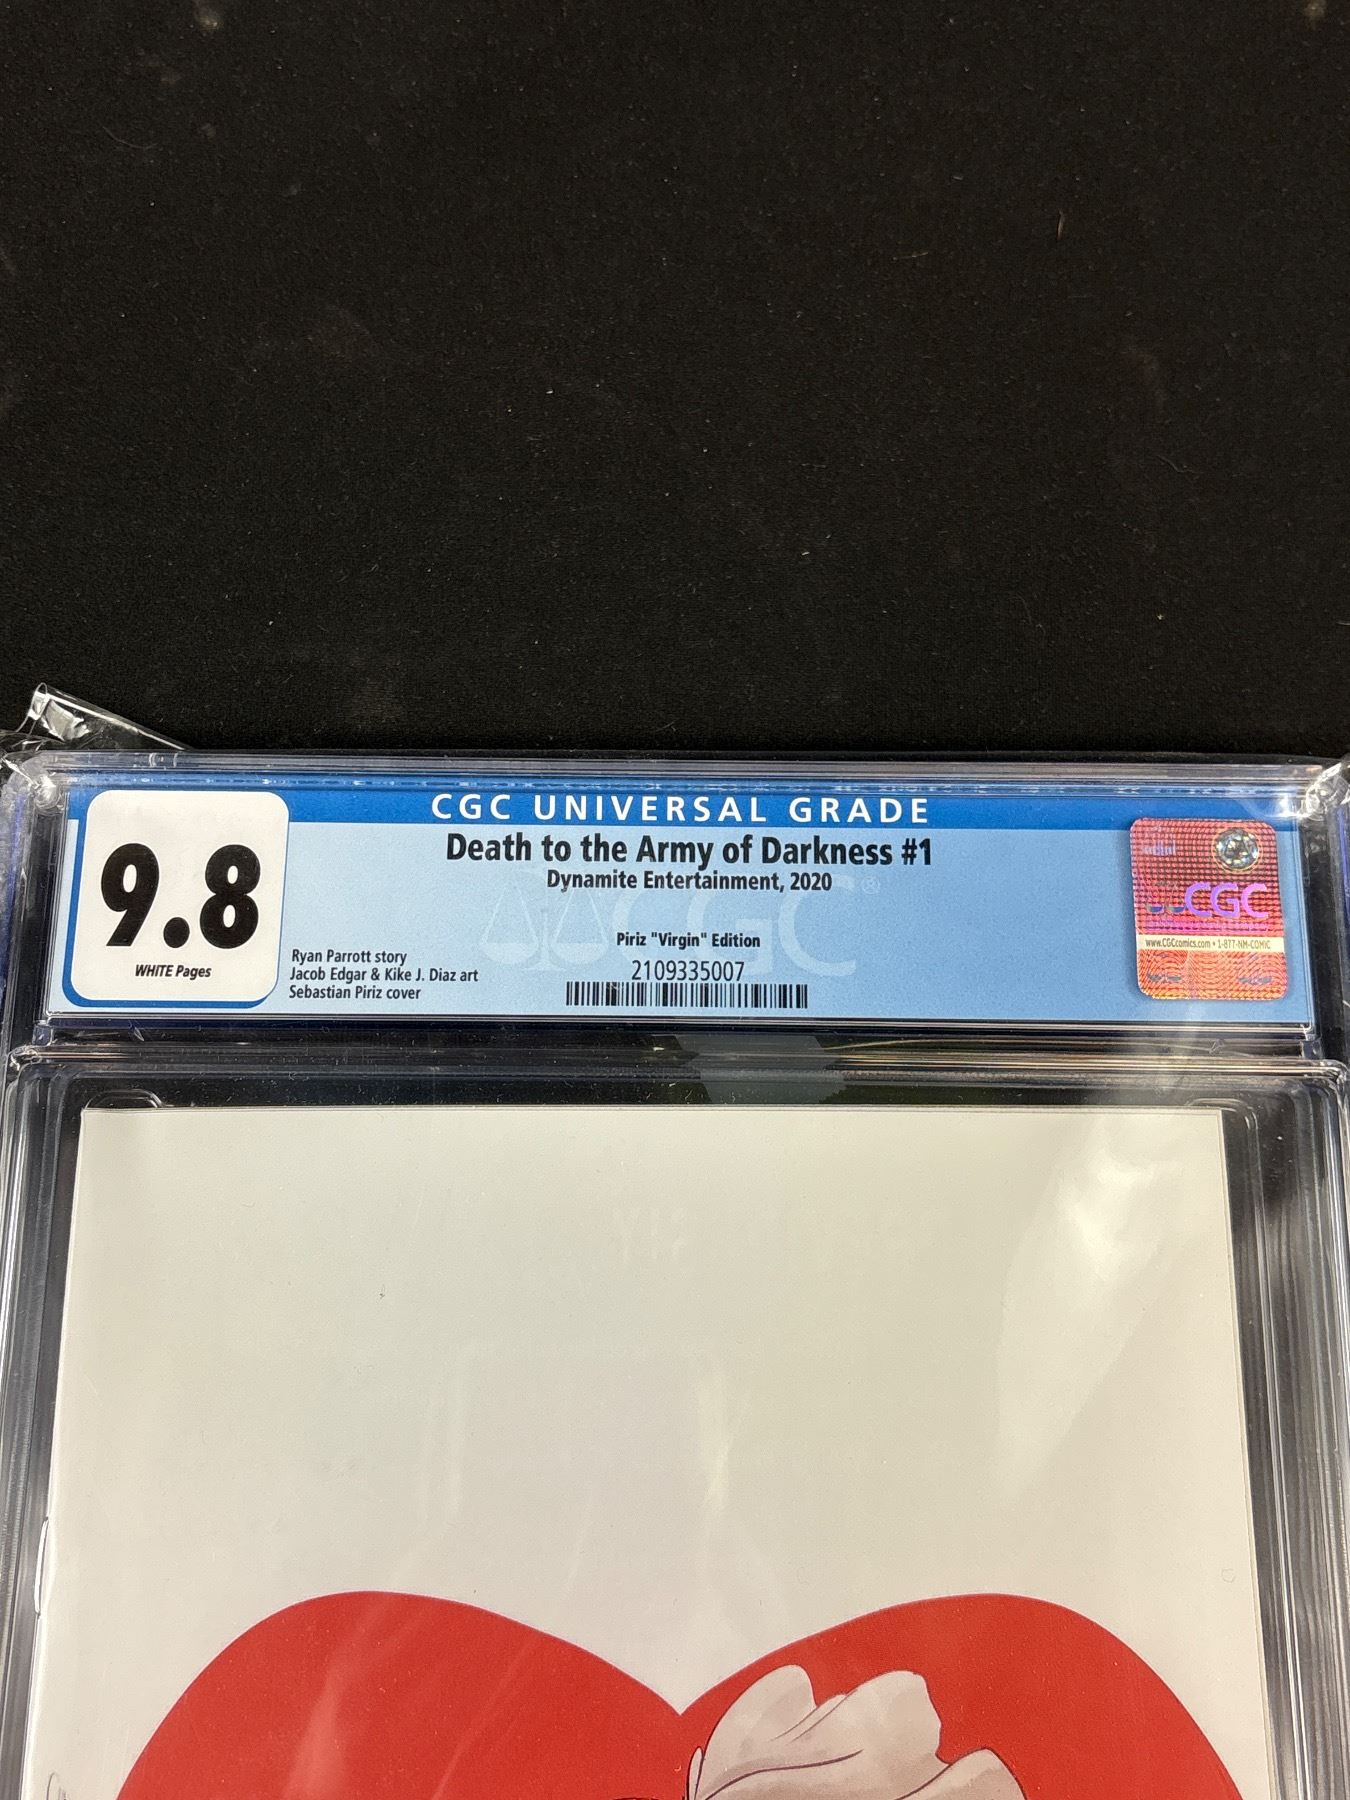 CGC UNIVERSAL GRADE
9.8
WHITE Pages
Death to the Army of Darkness #1
Dynamite Entertainment, 2020
Piriz "Virgin" Edition
2109335007
Ryan Parrott story
Jacob Edgar & Kike J. Diaz art
Sebastian Piriz cover
CGC®
CGC
www.CGCcomics.com • 1-877-NM-COMIC